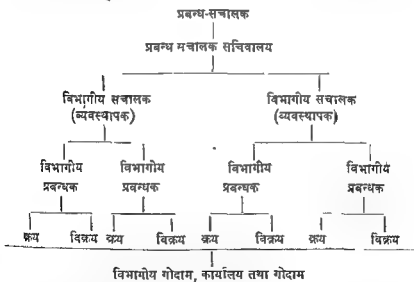 प्रबन्ध-सचालक
प्रबन्ध मचालक सचिवालय
विभागीय सचालक विभागीय सचालक
(व्यवस्थापक) (व्यवस्थापक)
विभागीय विभागीय विभागीय विभागीय
प्रबन्धक प्रबन्धक प्रबन्धक प्रबन्धक
क्रय विक्रय क्रय विक्रय क्रय विक्रय क्रय विक्रय
विभागीय गोदाम, कार्यालय तथा गोदाम